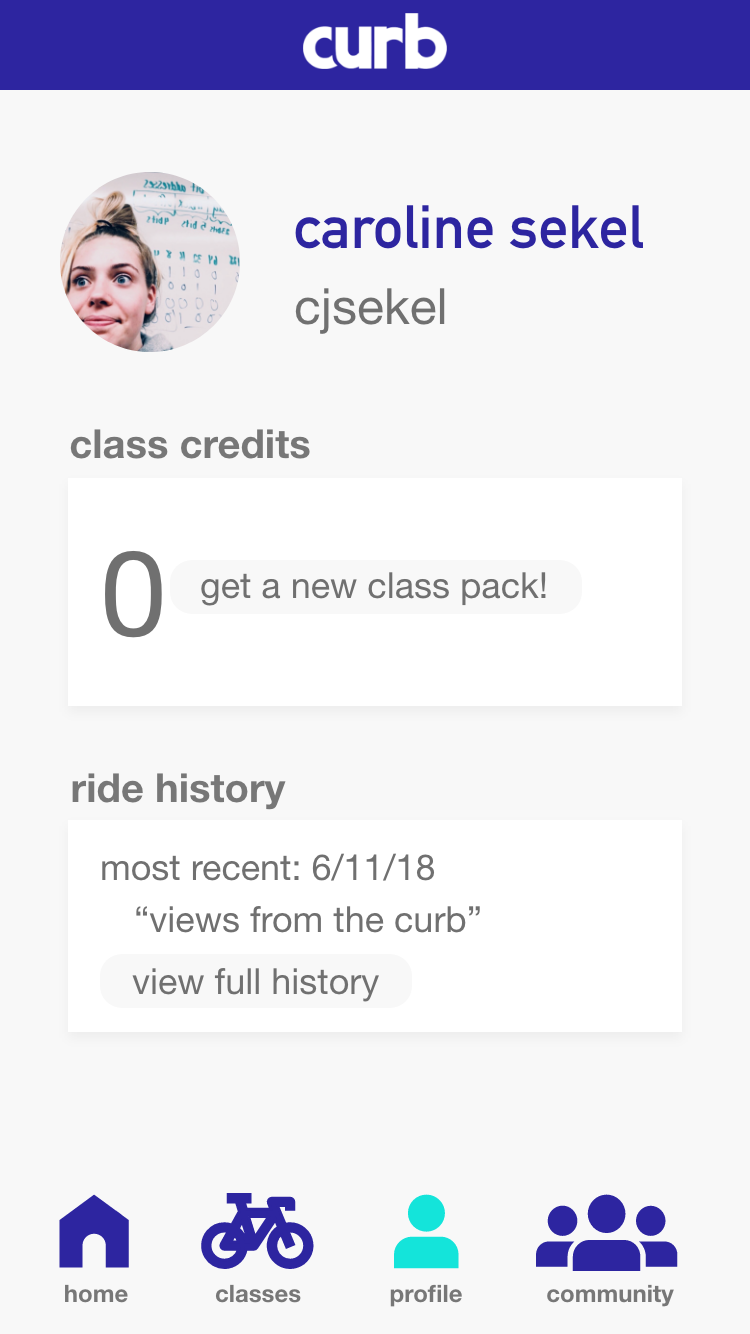 curb
caroline sekel
cjsekel
class credits
0
get a new class pack!
ride history
most recent: 6/11/18
“views from the curb”
view full history
home
classes
profile
community